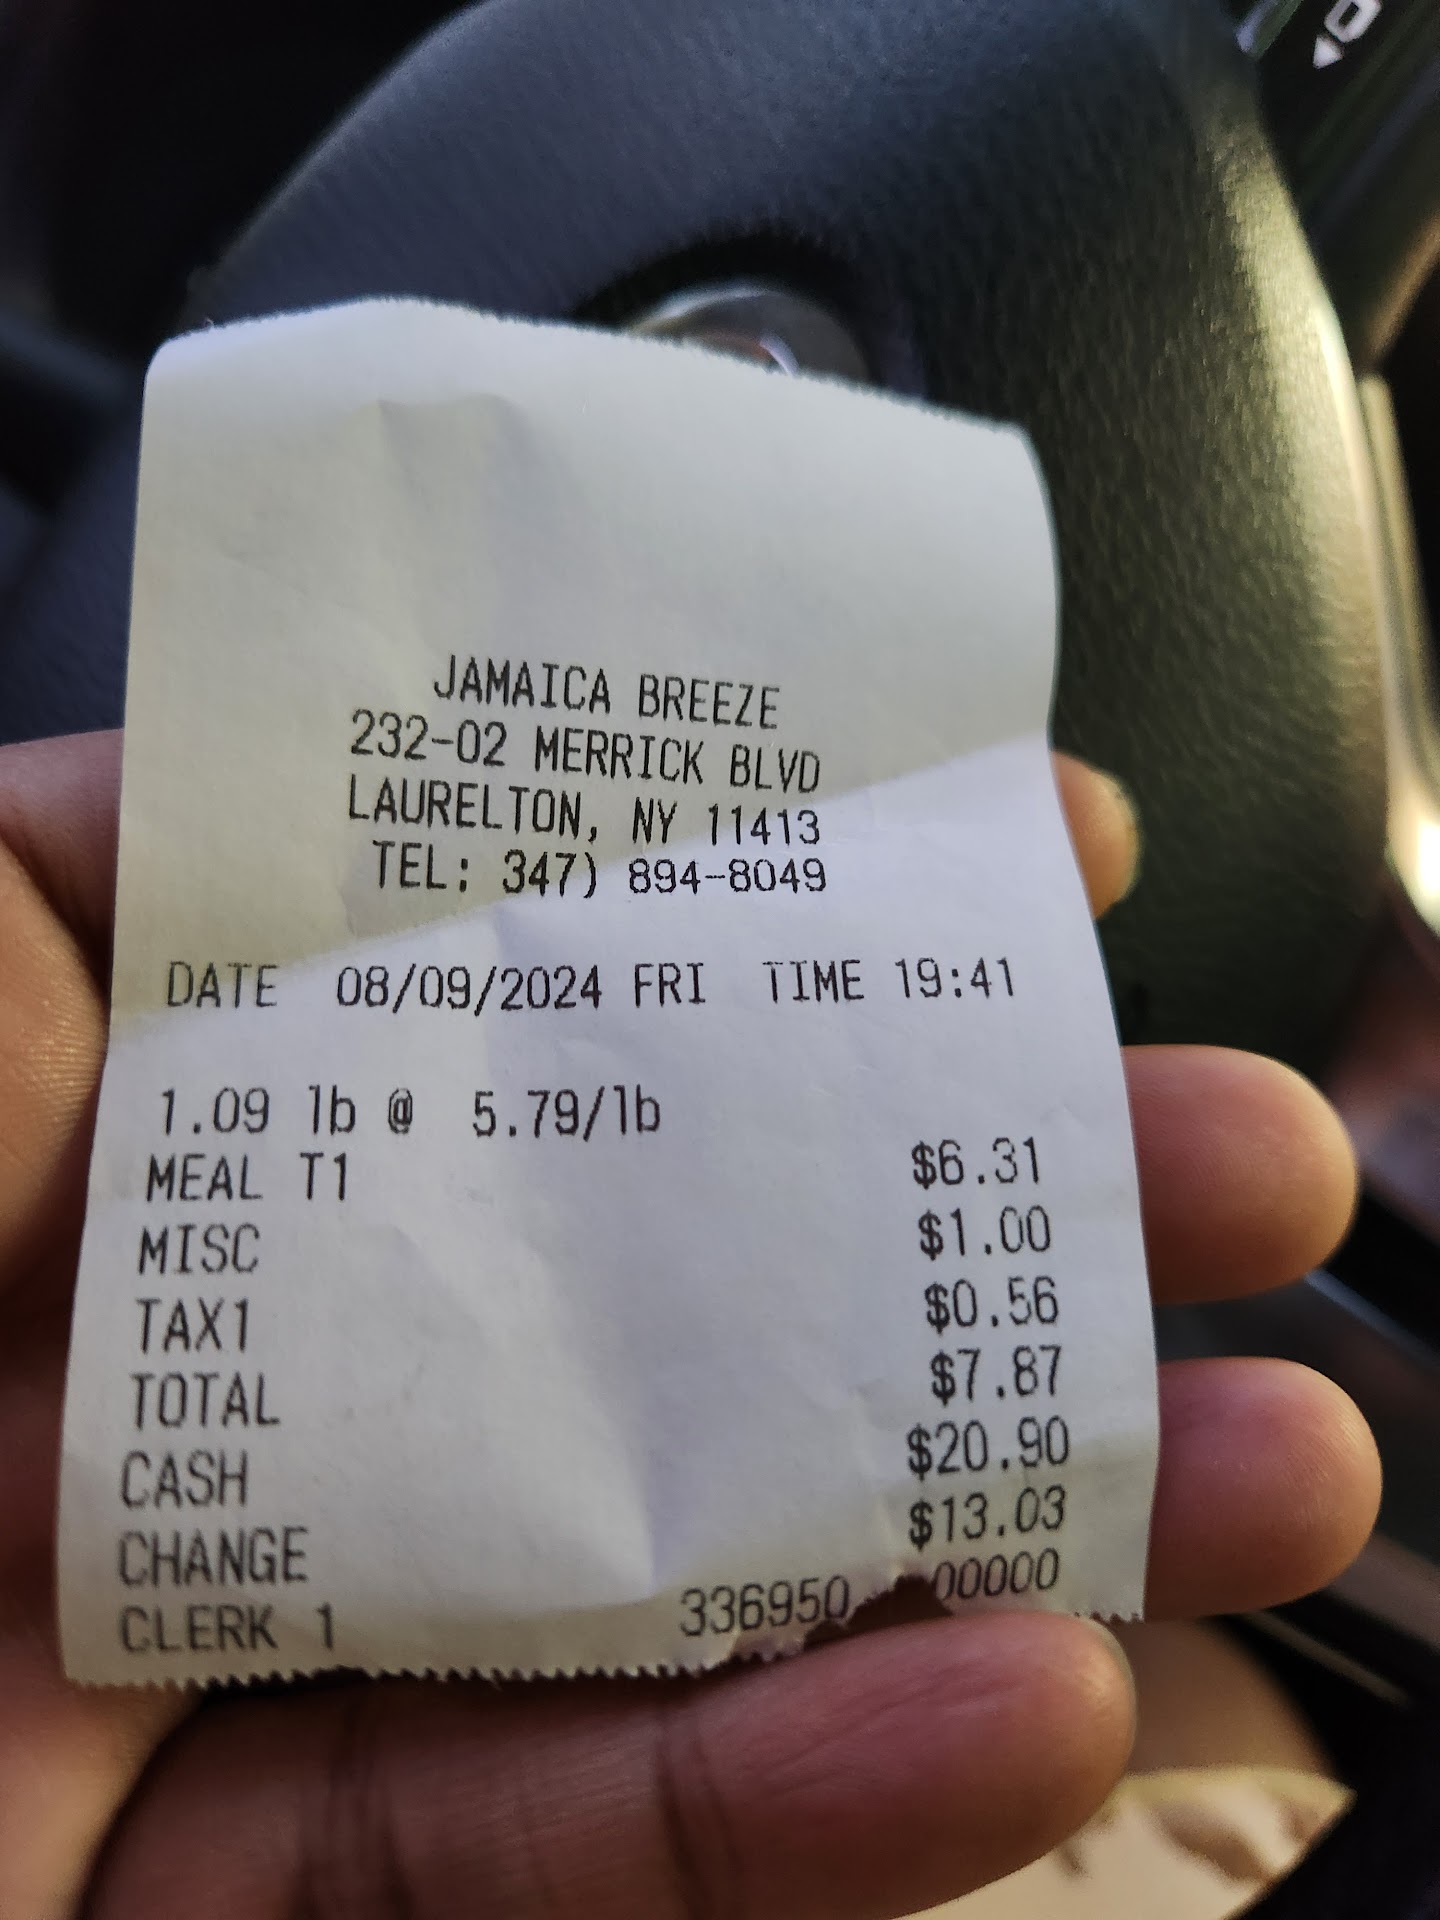 JAMAICA BREEZE
232-02 MERRICK BLVD
LAURELTON, NY 11413
TEL: 347) 894-8049
DATE 08/09/2024 FRI TIME 19:41
1.09 lb @ 5.79/lb
MEAL T1 $6.31
MISC $1.00
TAX1 $0.56
TOTAL $7.87
CASH $20.90
CHANGE $13.03
CLERK 1 336950 00000